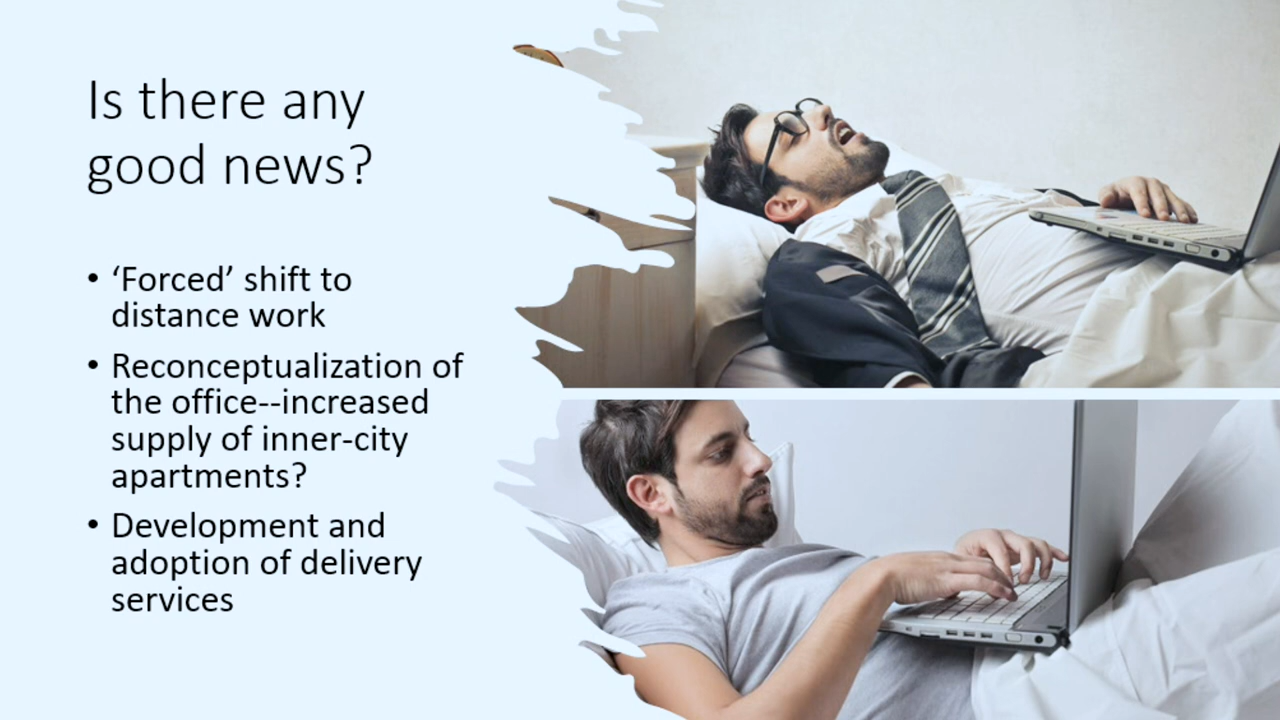 Is there any
good news?
• ‘Forced’ shift to
distance work
• Reconceptualization of
the office--increased
supply of inner-city
apartments?
• Development and
adoption of delivery
services